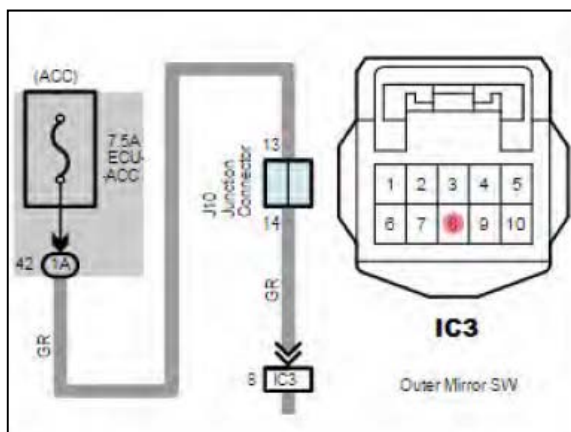 (ACC)
7.5A
ECU-
ACC
42 1A
GR
13
J10
Junction
Connector
14
GR
8 IC3
1 2 3 4 5
6 7 8 9 10
IC3
Outer Mirror SW